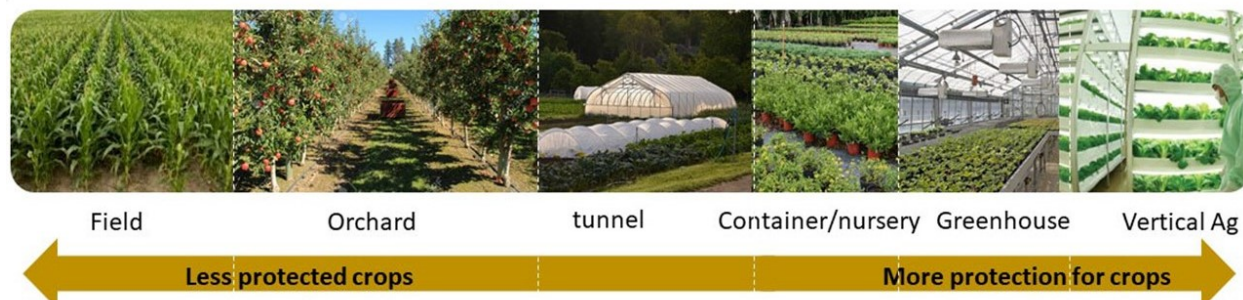 Field
Orchard
tunnel
Container/nursery
Greenhouse
Vertical Ag
Less protected crops
More protection for crops